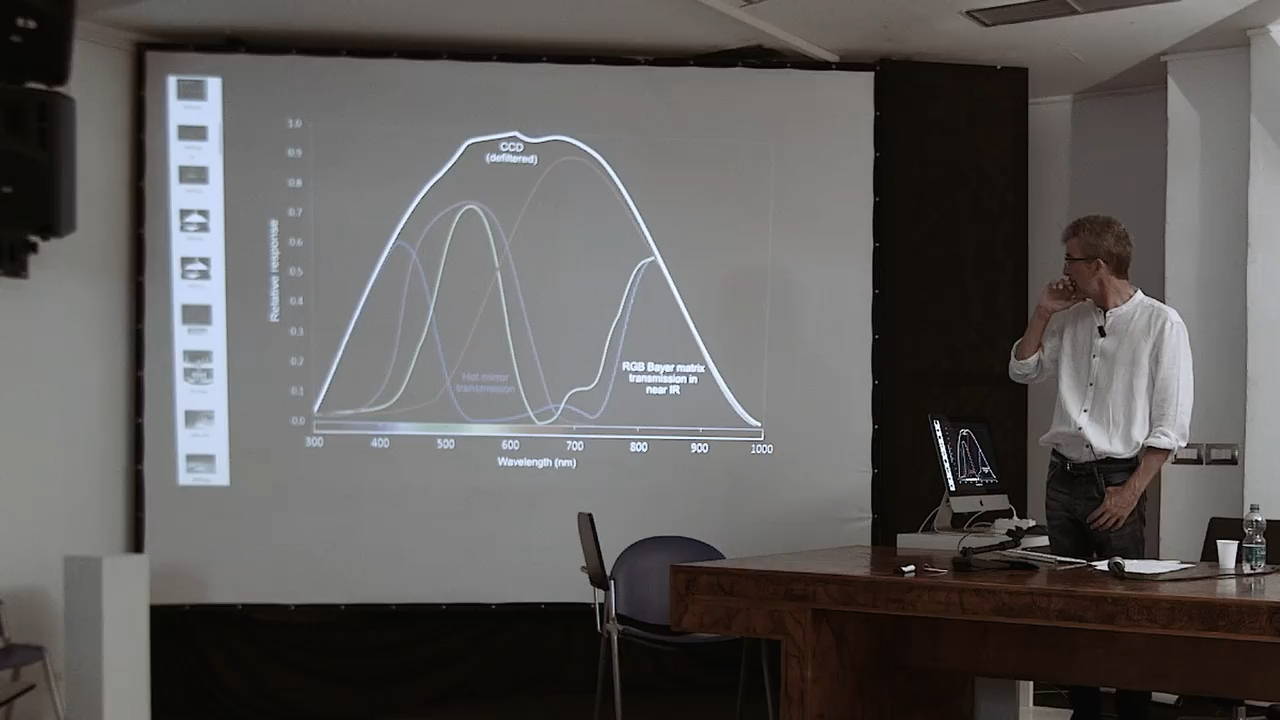 1.0
CCD
(defiltered)
0.9
0.8
0.7
0.6
0.5
0.4
0.3
0.2
0.1
0.0
Relative response
Hot mirror
transmission
RGB Bayer matrix
transmission in
near IR
300 400 500 600 700 800 900 1000
Wavelength (nm)